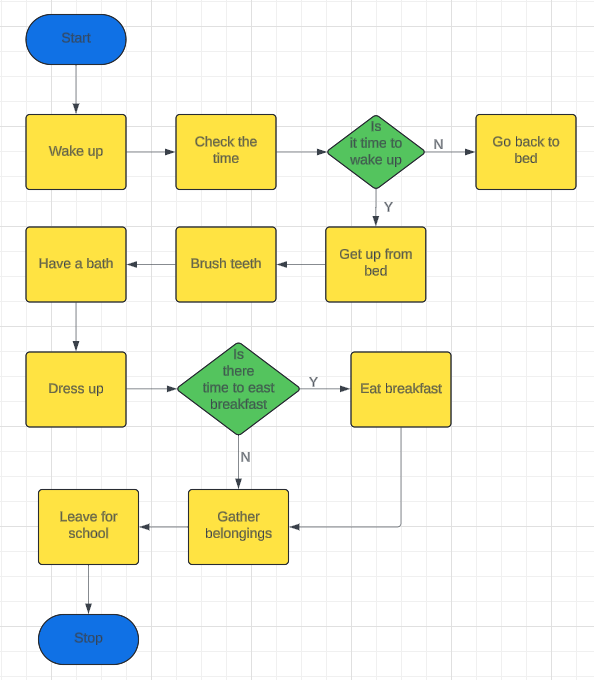 Start
Wake up
Check the
time
Is
it time to
wake up
N
Go back to
bed
Y
Have a bath
Brush teeth
Get up from
bed
Dress up
Is
there
time to east
breakfast
Y
Eat breakfast
N
Leave for
school
Gather
belongings
Stop